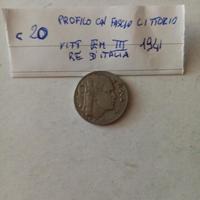 c 20 PROFILO CON FASCIO LITTORIO
VITT EM III 1941
RE D'ITALIA